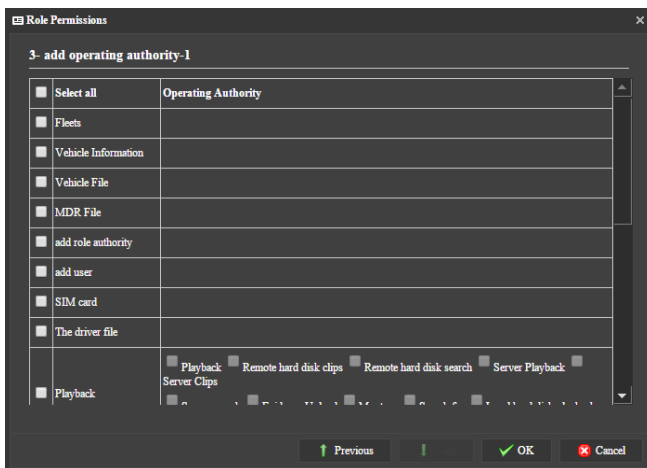 Role Permissions
3- add operating authority-1
Select all Operating Authority
Fleets
Vehicle Information
Vehicle File
MDR File
add role authority
add user
SIM card
The driver file
Playback Playback Remote hard disk clips Remote hard disk search Server Playback
Server Clips
Previous OK Cancel